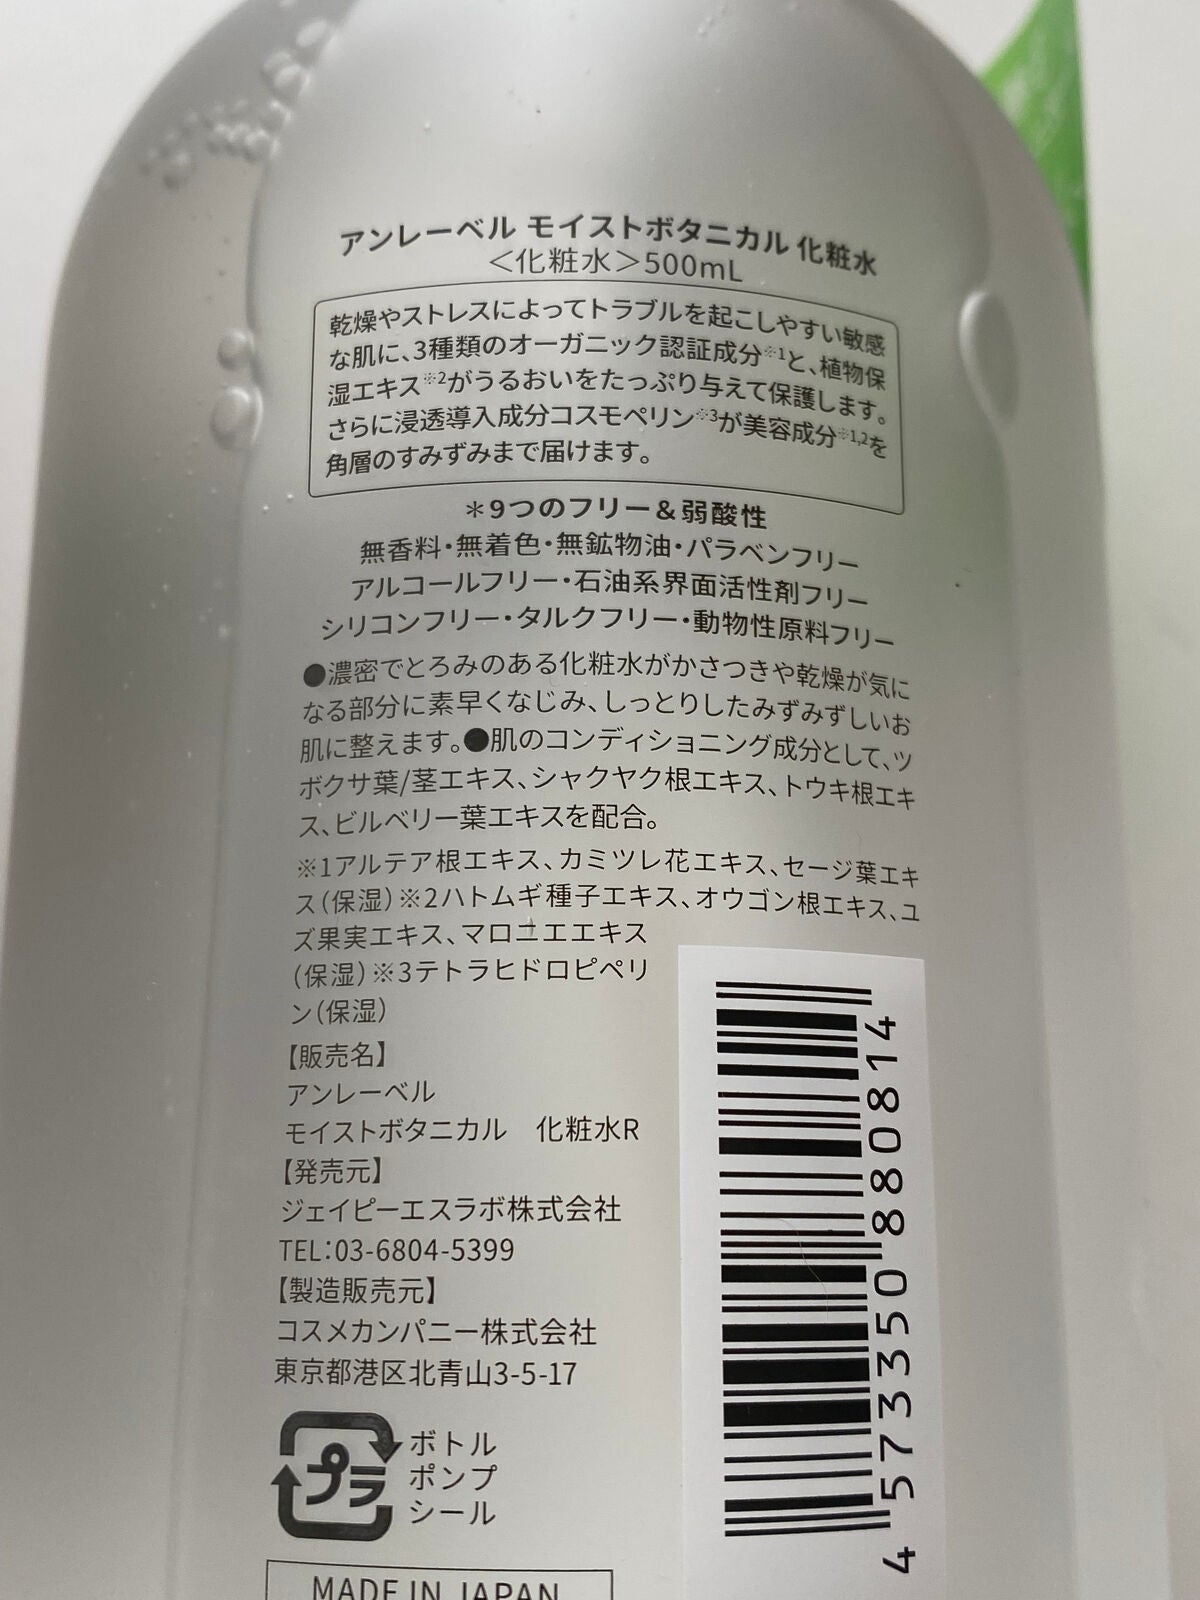 アンレーベル モイストボタニカル 化粧水
＜化粧水＞500mL
乾燥やストレスによってトラブルを起こしやすい敏感
な肌に、3種類のオーガニック認証成分※1と、植物保
湿エキス※2がうるおいをたっぷり与えて保護します。
さらに浸透導入成分コスモペリン※3が美容成分※1,2を
角層のすみずみまで届けます。
＊9つのフリー＆弱酸性
無香料・無着色・無鉱物油・パラベンフリー
アルコールフリー・石油系界面活性剤フリー
シリコンフリー・タルクフリー・動物性原料フリー
●濃密でとろみのある化粧水がかさつきや乾燥が気に
なる部分に素早くなじみ、しっとりしたみずみずしいお
肌に整えます。●肌のコンディショニング成分として、ツ
ボクサ葉/茎エキス、シャクヤク根エキス、トウキ根エキ
ス、ビルベリー葉エキスを配合。
※1アルテア根エキス、カミツレ花エキス、セージ葉エキ
ス（保湿）※2ハトムギ種子エキス、オウゴン根エキス、ユ
ズ果実エキス、マロニエエキス
（保湿）※3テトラヒドロピペリ
ン（保湿）
【販売名】
アンレーベル
モイストボタニカル　化粧水R
【発売元】
ジェイピーエスラボ株式会社
TEL：03-6804-5399
【製造販売元】
コスメカンパニー株式会社
東京都港区北青山3-5-17
プラ
ボトル
ポンプ
シール
MADE IN JAPAN
4573350880814